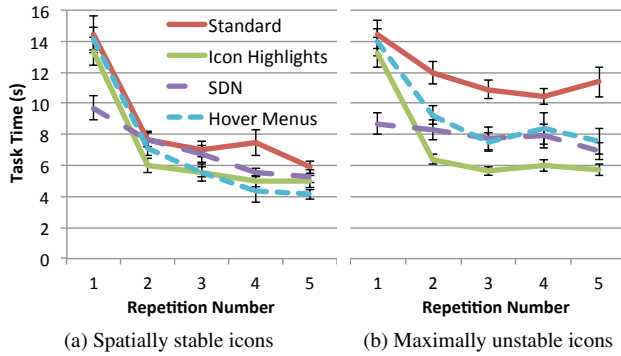 16
14
12
10
8
6
4
2
0
Task Time (s)
Standard
Icon Highlights
SDN
Hover Menus
1 2 3 4 5
Repetition Number
1 2 3 4 5
Repetition Number
(a) Spatially stable icons
(b) Maximally unstable icons